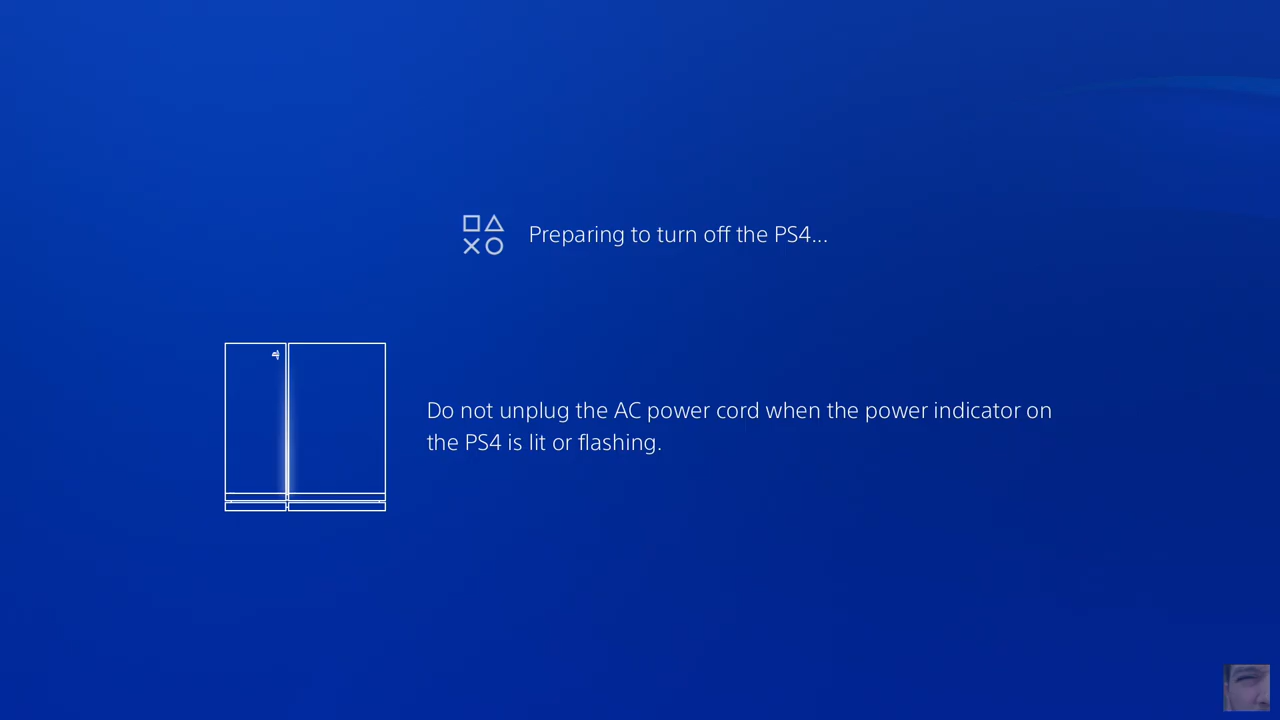 Preparing to turn off the PS4...
Do not unplug the AC power cord when the power indicator on
the PS4 is lit or flashing.